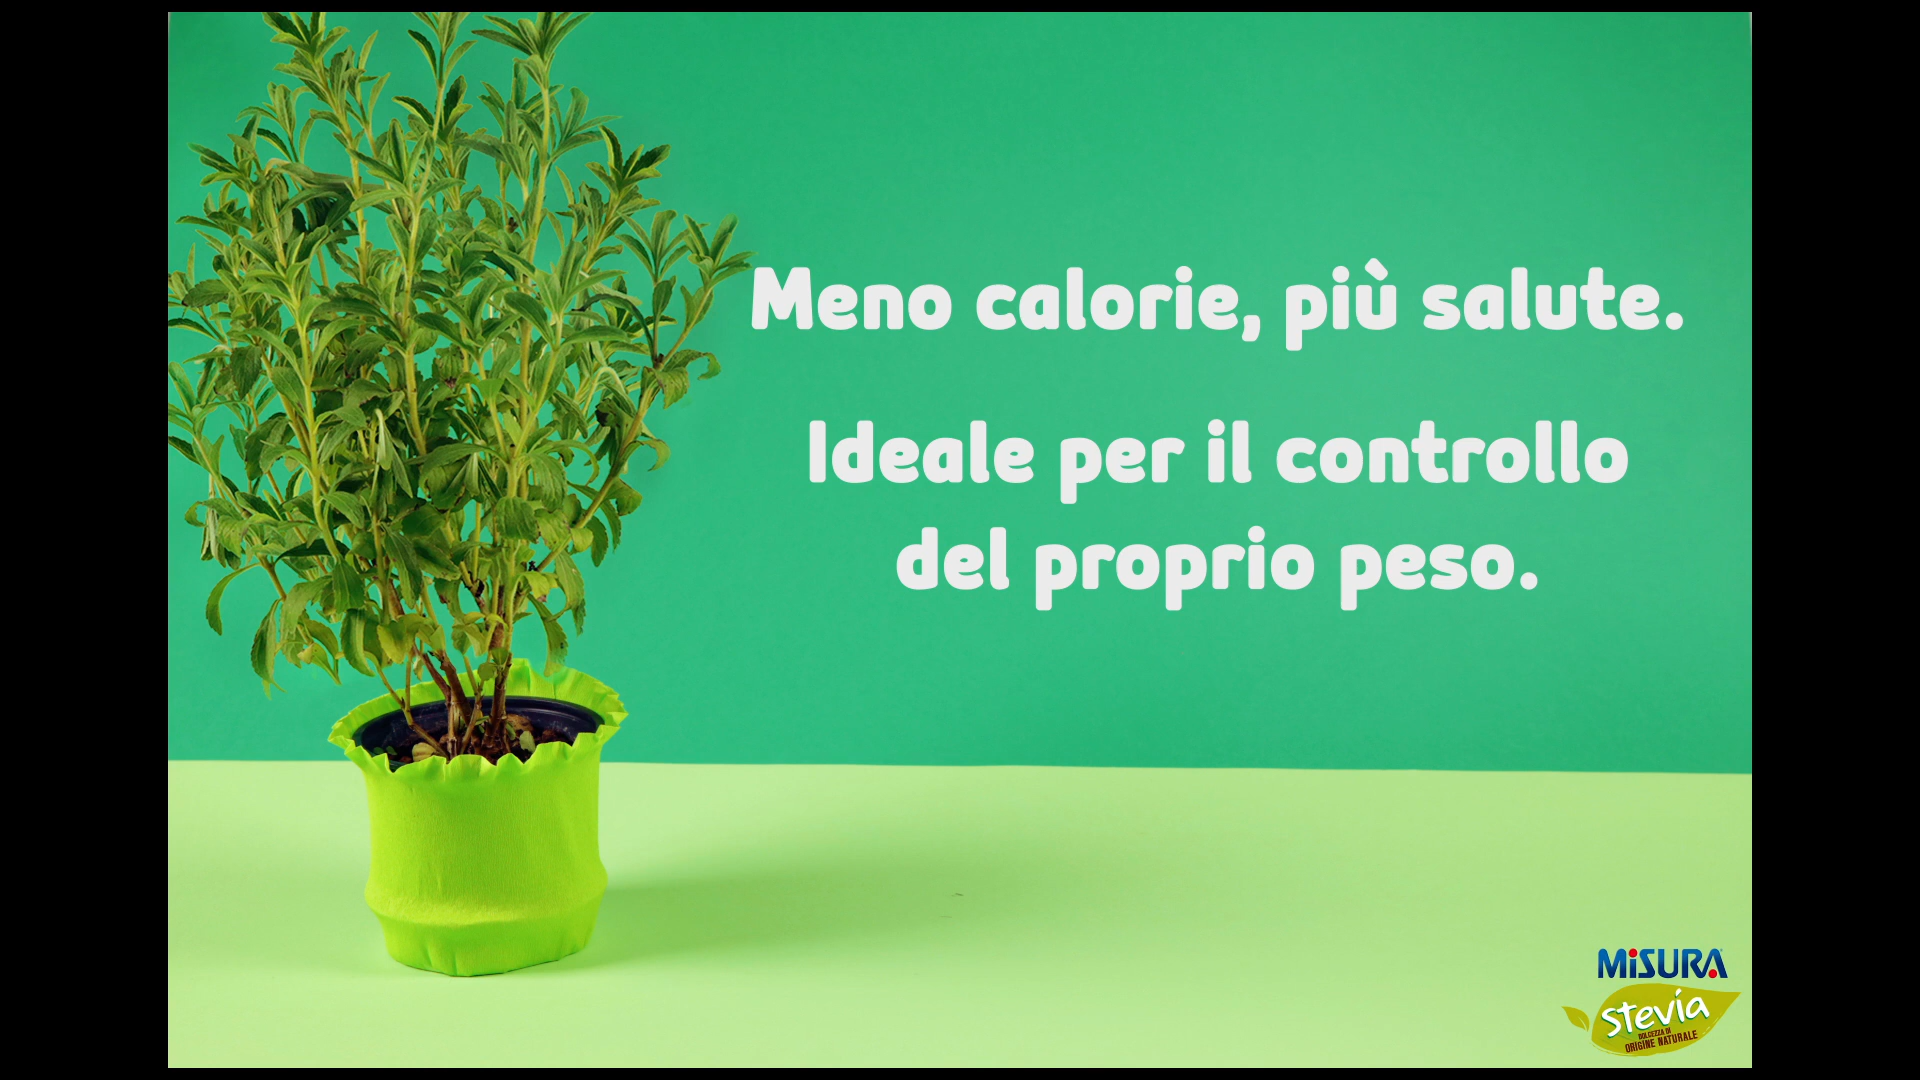 Meno calorie, più salute.
Ideale per il controllo
del proprio peso.
MiSURA
stevia
DOLCEZZA DI
ORIGINE NATURALE